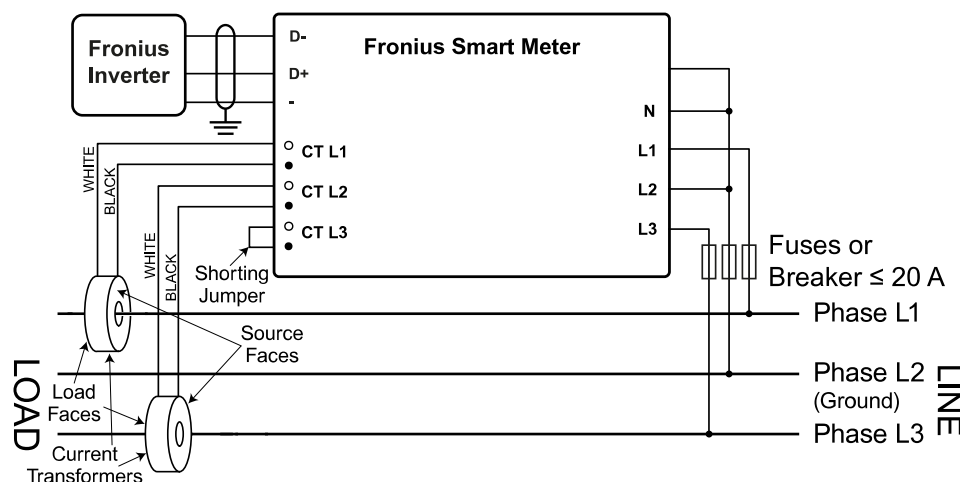 Fronius
Inverter
D-
D+
-
Fronius Smart Meter
N
L1
L2
L3
CT L1
CT L2
CT L3
WHITE
BLACK
WHITE
BLACK
Shorting
Jumper
Fuses or
Breaker ≤ 20 A
Source
Faces
Phase L1
Phase L2
(Ground)
Phase L3
LOAD
LINE
Load
Faces
Current
Transformers